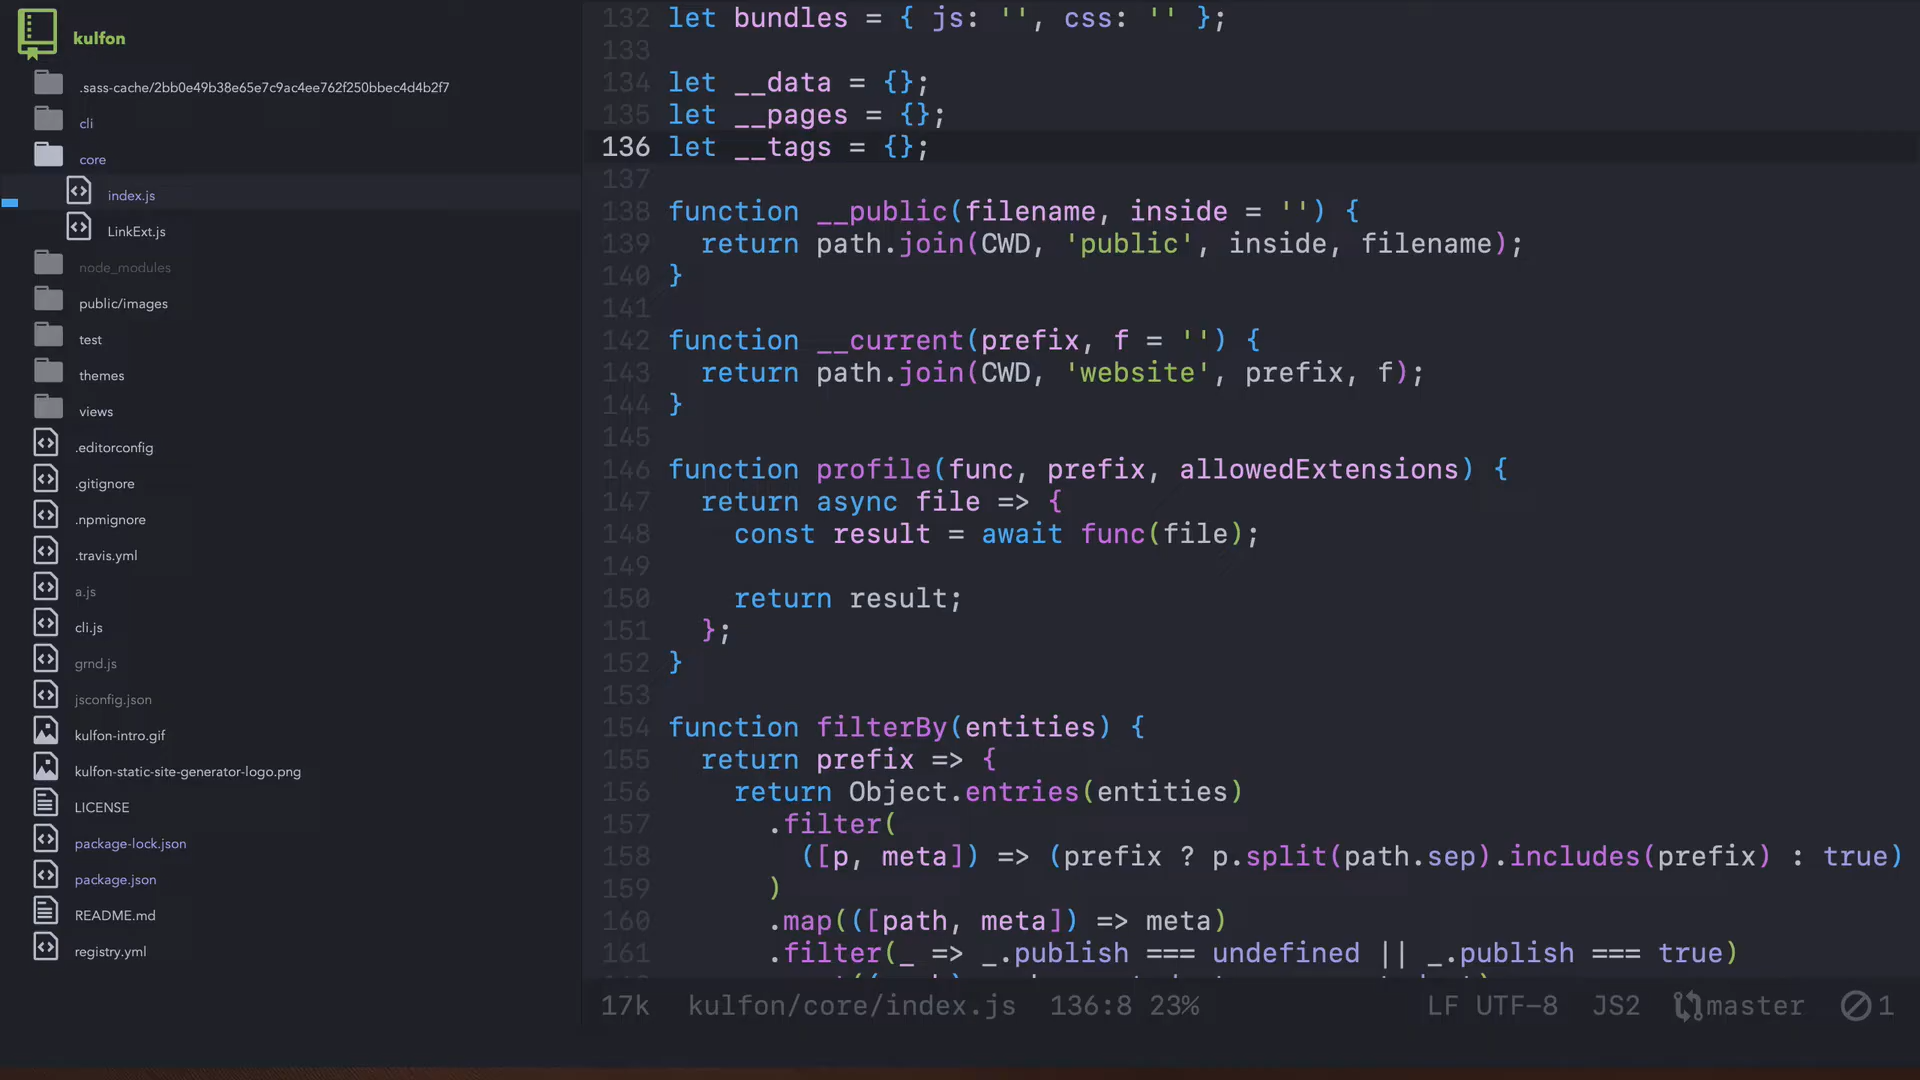 kulfon
.sass-cache/2bb0e49b38e65e7c9ac4ee762f250bbec4d4b2f7
cli
core
index.js
LinkExt.js
node_modules
public/images
test
themes
views
.editorconfig
.gitignore
.npmignore
.travis.yml
a.js
cli.js
grnd.js
jsconfig.json
kulfon-intro.gif
kulfon-static-site-generator-logo.png
LICENSE
package-lock.json
package.json
README.md
registry.yml
132 let bundles = { js: '', css: '' };
133
134 let __data = {};
135 let __pages = {};
136 let __tags = {};
137
138 function __public(filename, inside = '') {
139   return path.join(CWD, 'public', inside, filename);
140 }
141
142 function __current(prefix, f = '') {
143   return path.join(CWD, 'website', prefix, f);
144 }
145
146 function profile(func, prefix, allowedExtensions) {
147   return async file => {
148     const result = await func(file);
149
150     return result;
151   };
152 }
153
154 function filterBy(entities) {
155   return prefix => {
156     return Object.entries(entities)
157       .filter(
158         ([p, meta]) => (prefix ? p.split(path.sep).includes(prefix) : true)
159       )
160       .map(([path, meta]) => meta)
161       .filter(_ => _.publish === undefined || _.publish === true)
17k kulfon/core/index.js 136:8 23% LF UTF-8 JS2 master 1